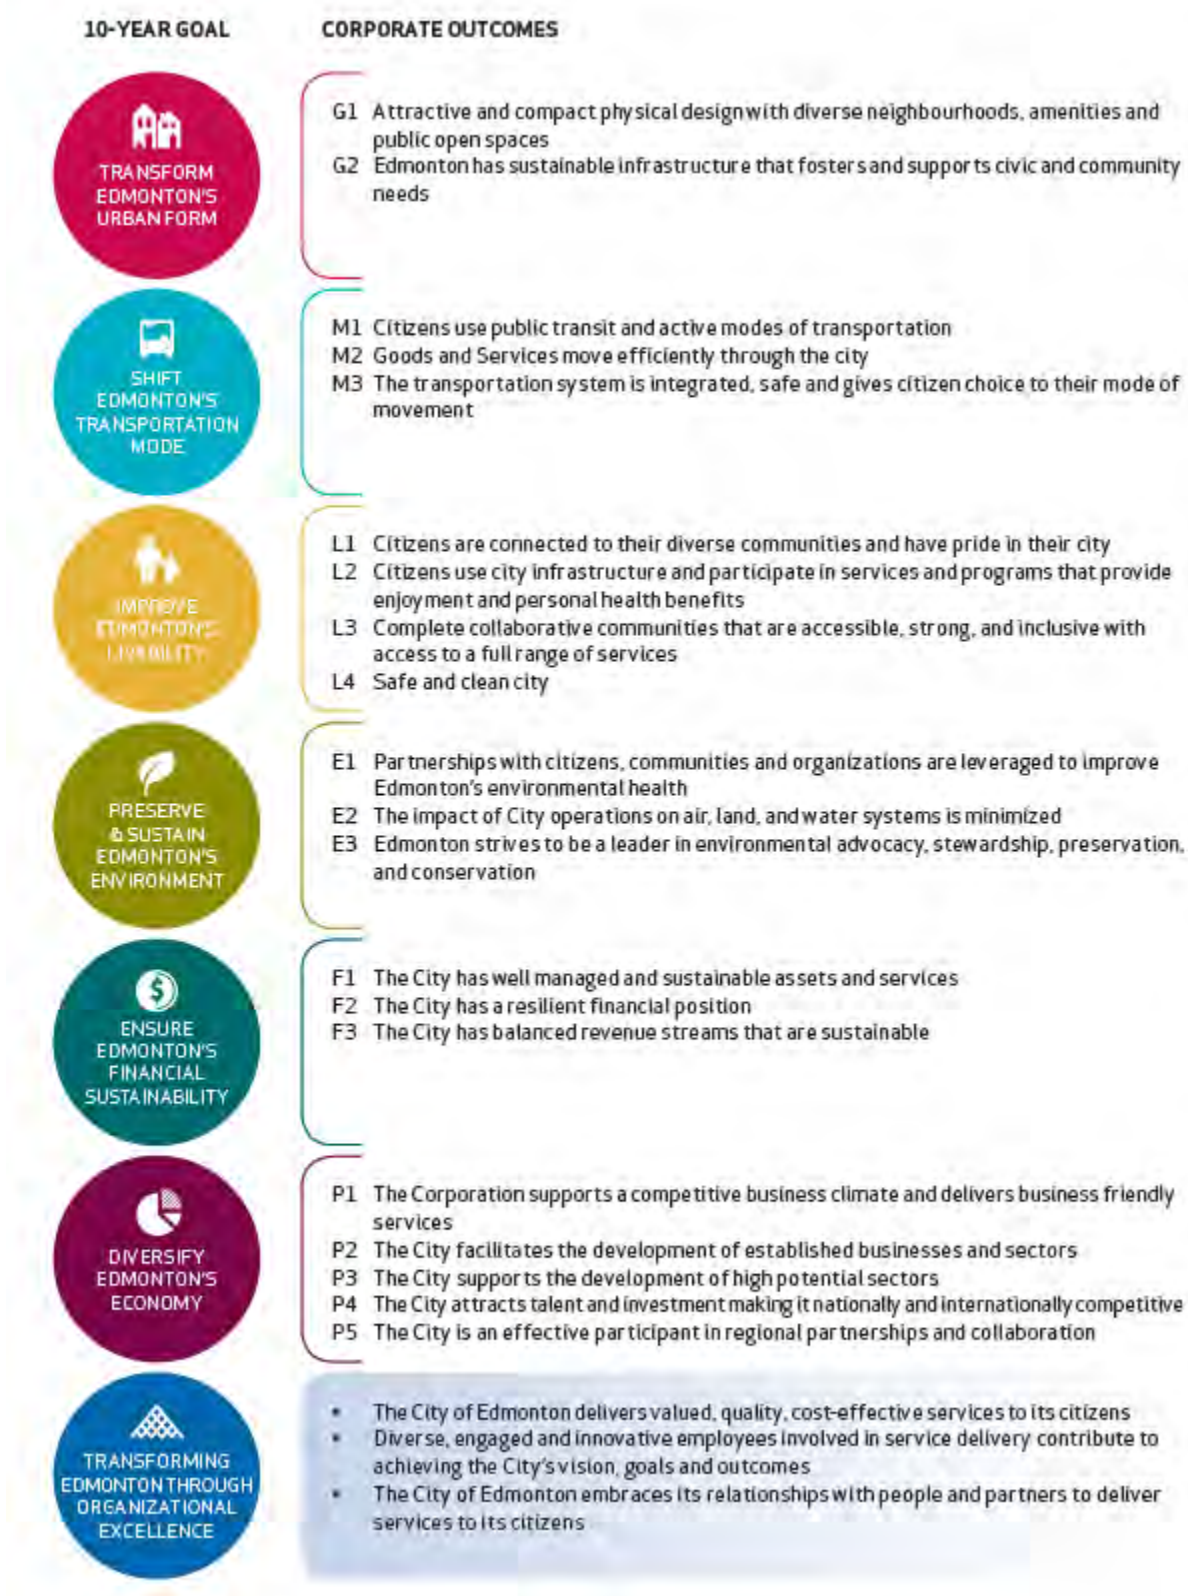 10-YEAR GOAL
CORPORATE OUTCOMES
TRANSFORM
EDMONTON'S
URBAN FORM
G1 Attractive and compact physical design with diverse neighbourhoods, amenities and
public open spaces
G2 Edmonton has sustainable infrastructure that fosters and supports civic and community
needs
SHIFT
EDMONTON'S
TRANSPORTATION
MODE
M1 Citizens use public transit and active modes of transportation
M2 Goods and Services move efficiently through the city
M3 The transportation system is integrated, safe and gives citizen choice to their mode of
movement
IMPROVE
EDMONTON'S
LIVABILITY
L1 Citizens are connected to their diverse communities and have pride in their city
L2 Citizens use city infrastructure and participate in services and programs that provide
enjoyment and personal health benefits
L3 Complete collaborative communities that are accessible, strong, and inclusive with
access to a full range of services
L4 Safe and clean city
PRESERVE
& SUSTAIN
EDMONTON'S
ENVIRONMENT
E1 Partnerships with citizens, communities and organizations are leveraged to improve
Edmonton's environmental health
E2 The impact of City operations on air, land, and water systems is minimized
E3 Edmonton strives to be a leader in environmental advocacy, stewardship, preservation,
and conservation
$
ENSURE
EDMONTON'S
FINANCIAL
SUSTAINABILITY
F1 The City has well managed and sustainable assets and services
F2 The City has a resilient financial position
F3 The City has balanced revenue streams that are sustainable
DIVERSIFY
EDMONTON'S
ECONOMY
P1 The Corporation supports a competitive business climate and delivers business friendly
services
P2 The City facilitates the development of established businesses and sectors
P3 The City supports the development of high potential sectors
P4 The City attracts talent and investment making it nationally and internationally competitive
P5 The City is an effective participant in regional partnerships and collaboration
TRANSFORMING
EDMONTON THROUGH
ORGANIZATIONAL
EXCELLENCE
• The City of Edmonton delivers valued, quality, cost-effective services to its citizens
• Diverse, engaged and innovative employees involved in service delivery contribute to
achieving the City's vision, goals and outcomes
• The City of Edmonton embraces its relationships with people and partners to deliver
services to its citizens